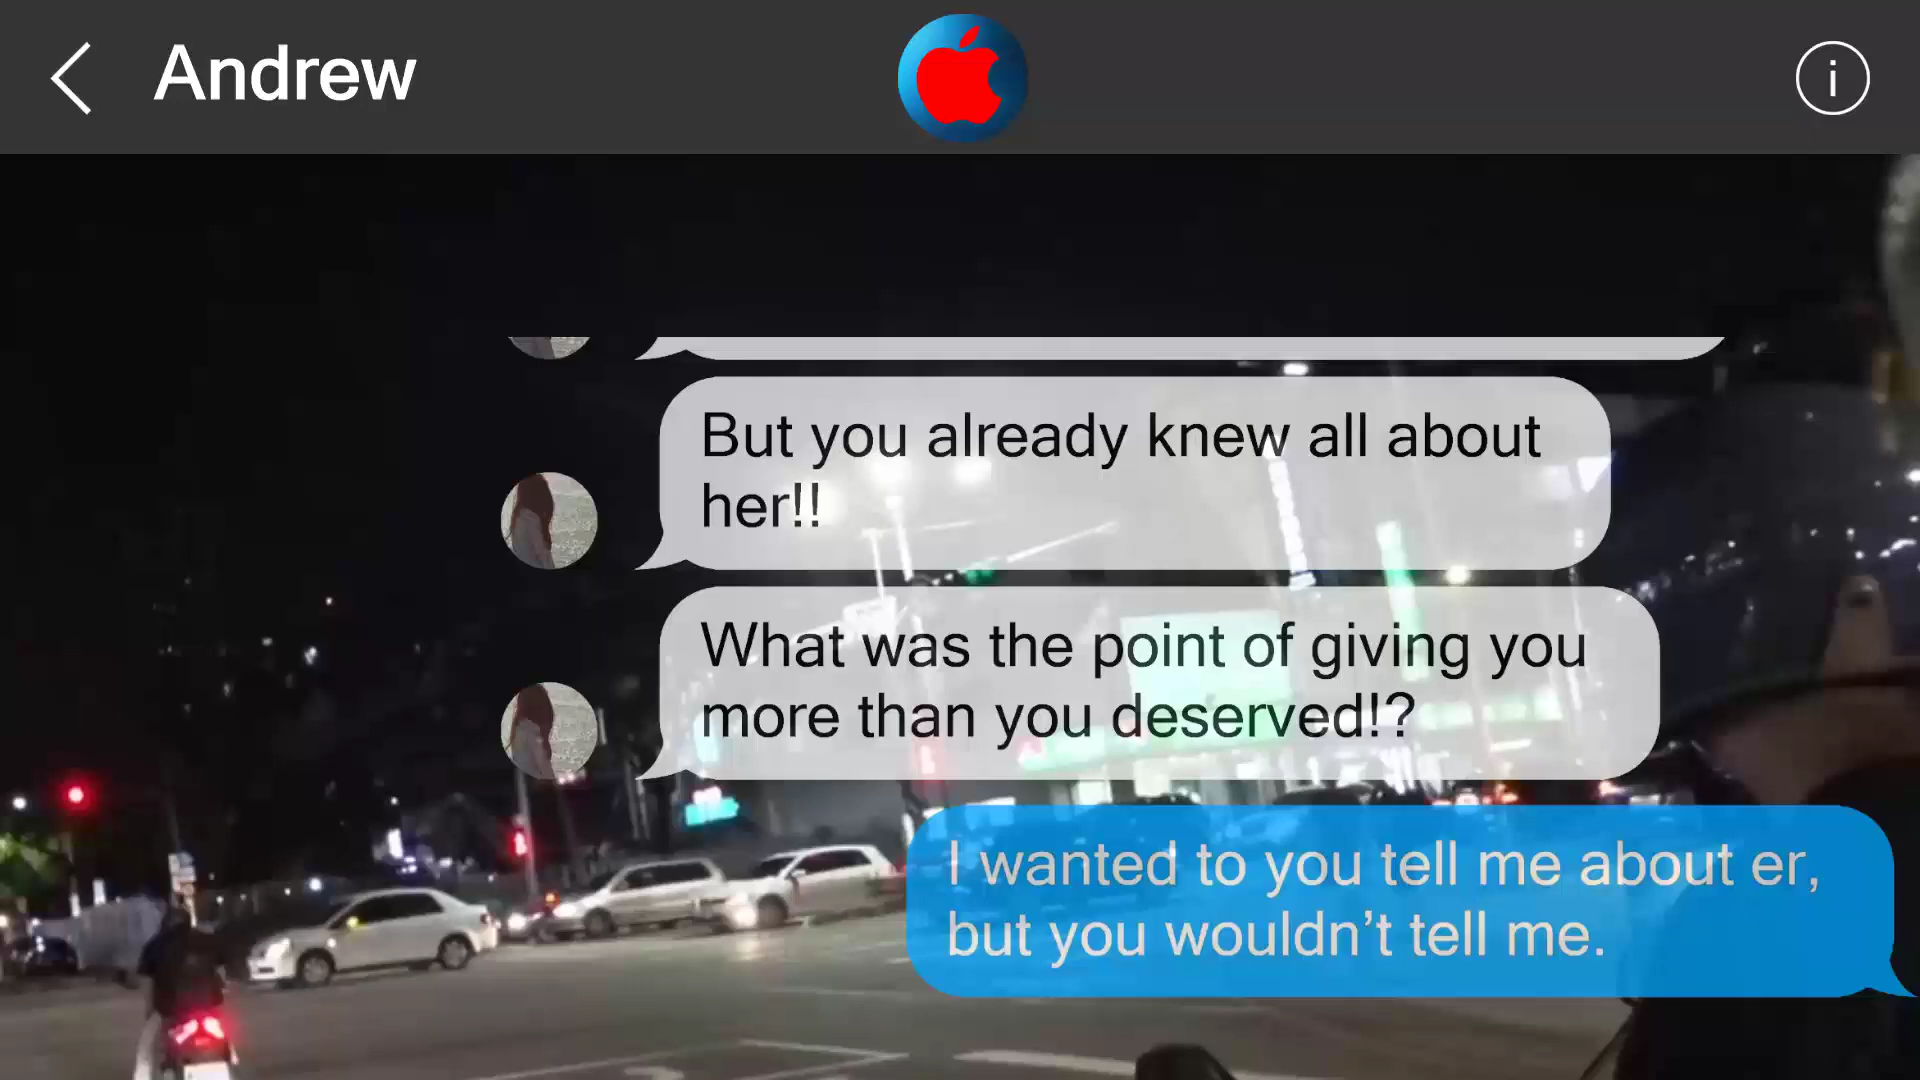 Andrew
But you already knew all about
her!!
What was the point of giving you
more than you deserved!?
I wanted to you tell me about er,
but you wouldn’t tell me.